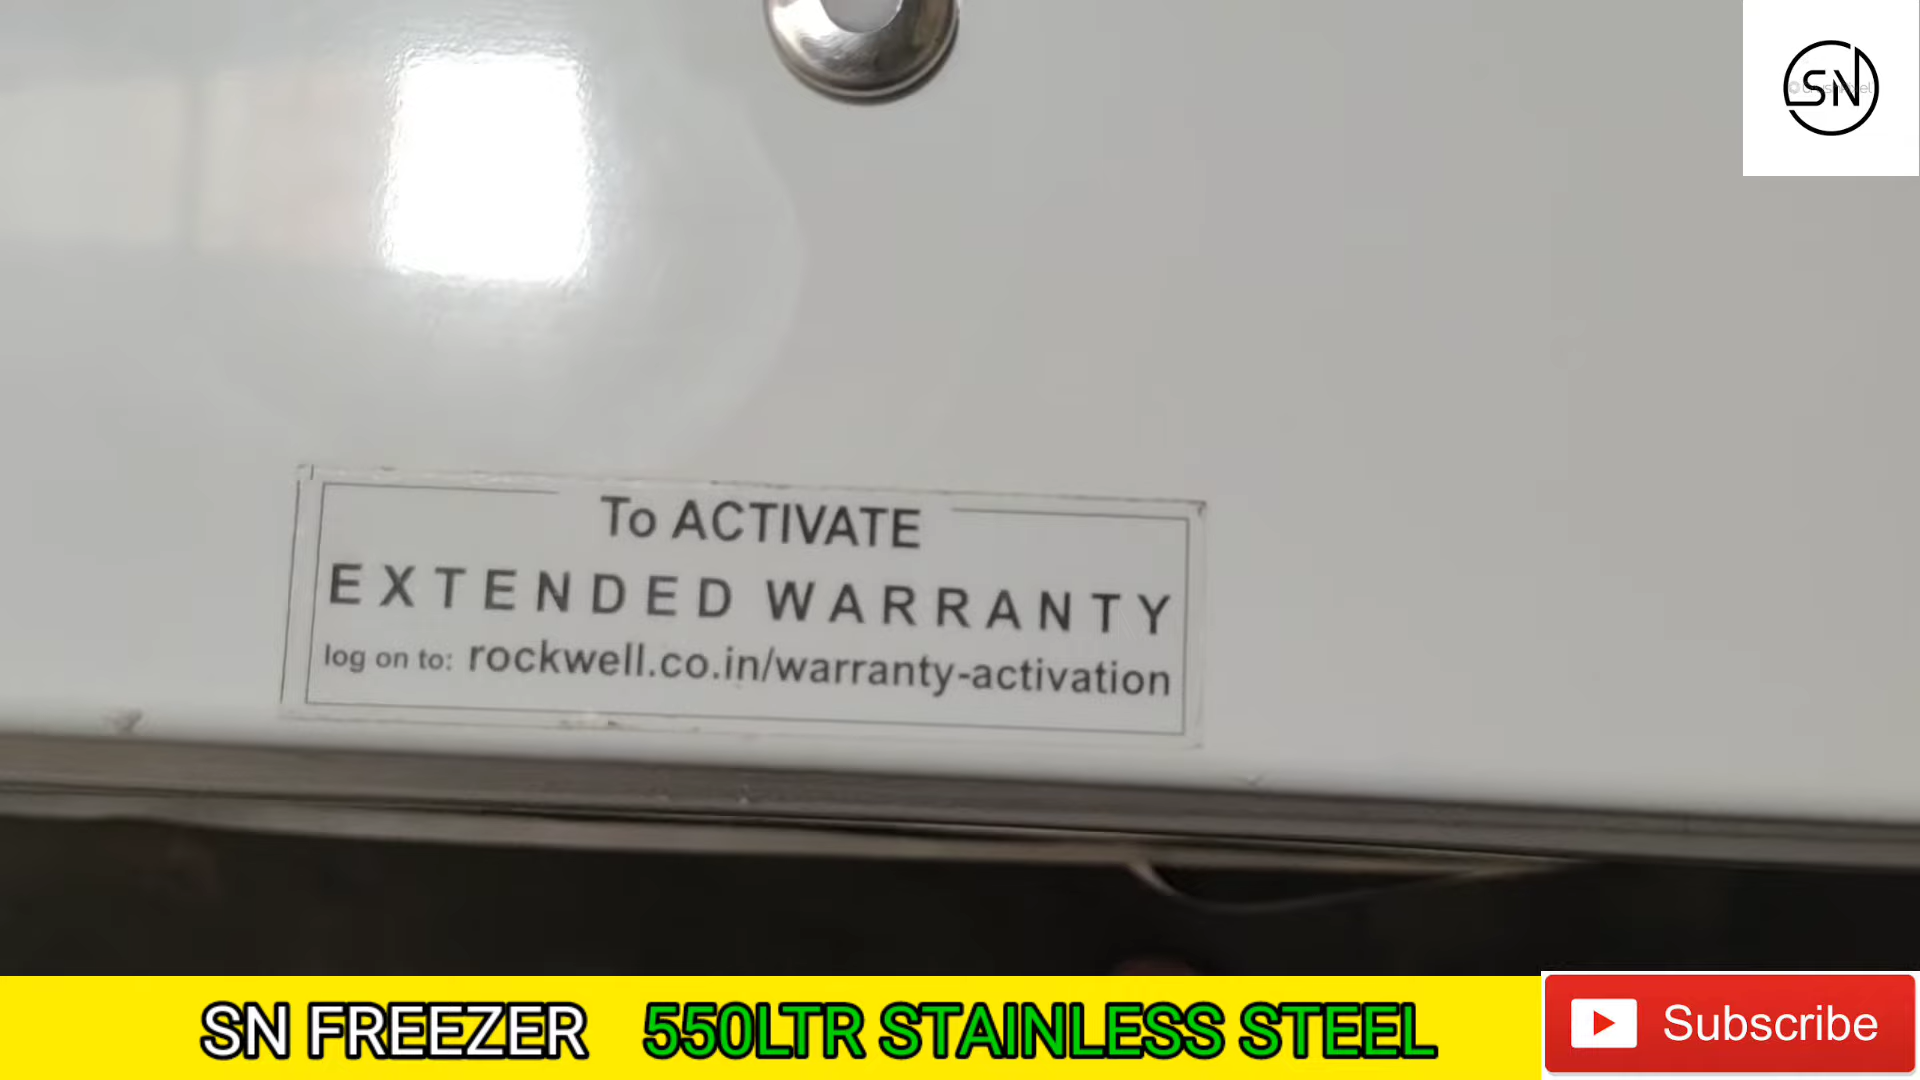 SN
To ACTIVATE
EXTENDED WARRANTY
log on to: rockwell.co.in/warranty-activation
SN FREEZER 550LTR STAINLESS STEEL
Subscribe